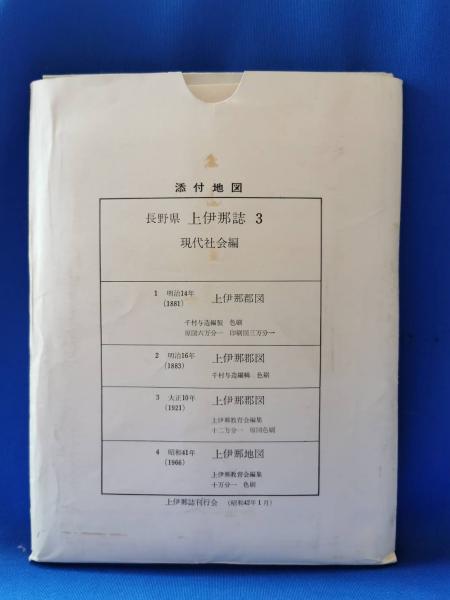 添付地図
長野県 上伊那誌 3
現代社会編
1 明治14年 上伊那郡図
(1881)
千村与造編製 色刷
原図六万分一 印刷図三万分一
2 明治16年 上伊那郡図
(1883)
千村与造編輯 色刷
3 大正10年 上伊那郡図
(1921)
上伊那教育会編集
十二万分一 原図色刷
4 昭和41年 上伊那地図
(1966)
上伊那教育会編集
十万分一 色刷
上伊那誌刊行会 (昭和42年1月)